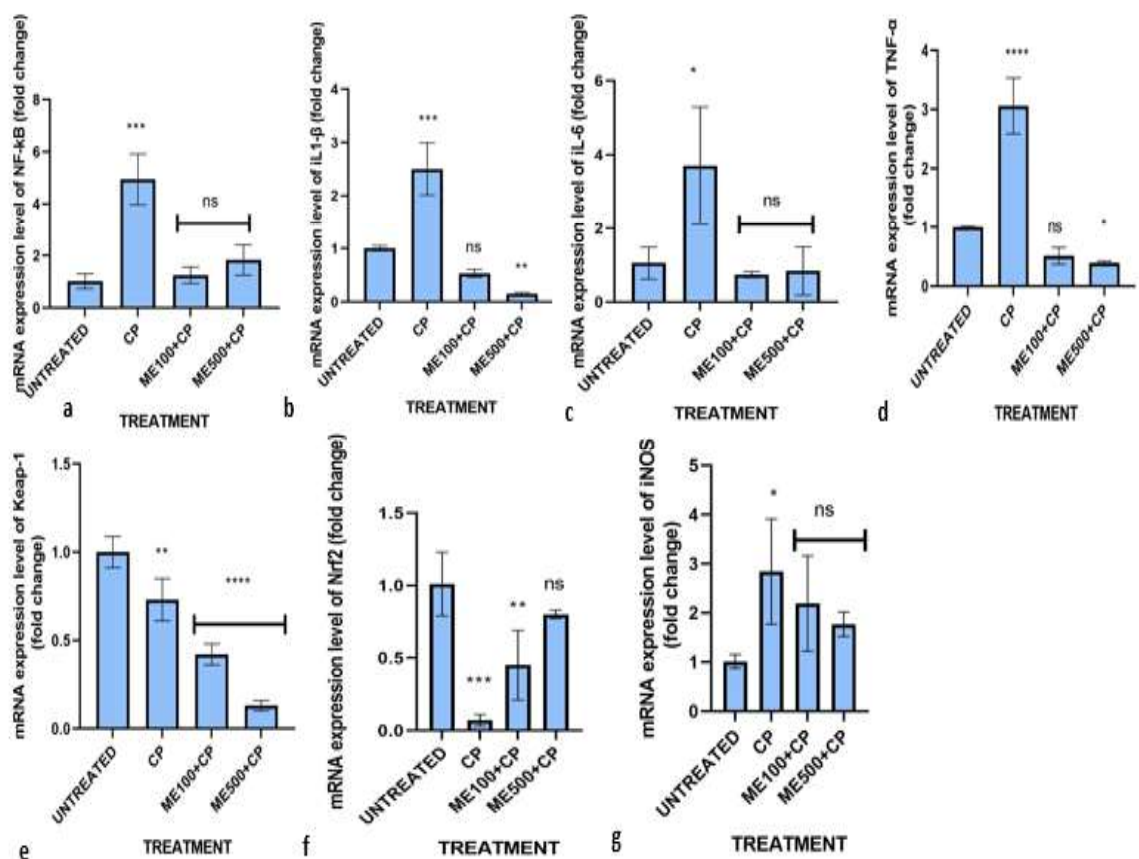 mRNA expression level of NF-kB (fold change)
8
6
4
2
0
***
ns
UNTREATED
CP
ME100+CP
ME500+CP
a
TREATMENT
mRNA expression level of iL1-β (fold change)
4
3
2
1
0
***
ns
**
UNTREATED
CP
ME100+CP
ME500+CP
b
TREATMENT
mRNA expression level of iL-6 (fold change)
6
4
2
0
*
ns
UNTREATED
CP
ME100+CP
ME500+CP
c
TREATMENT
mRNA expression level of TNF-α
(fold change)
4
3
2
1
0
****
ns
*
UNTREATED
CP
ME100+CP
ME500+CP
d
TREATMENT
mRNA expression level of Keap-1
(fold change)
1.5
1.0
0.5
0.0
**
****
UNTREATED
CP
ME100+CP
ME500+CP
e
TREATMENT
mRNA expression level of Nrf2 (fold change)
1.5
1.0
0.5
0.0
***
**
ns
UNTREATED
CP
ME100+CP
ME500+CP
f
TREATMENT
mRNA expression level of iNOS
(fold change)
5
4
3
2
1
0
*
ns
UNTREATED
CP
ME100+CP
ME500+CP
g
TREATMENT